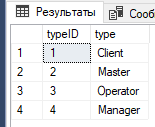 Результаты Сооб
typeID type
1 1 Client
2 2 Master
3 3 Operator
4 4 Manager